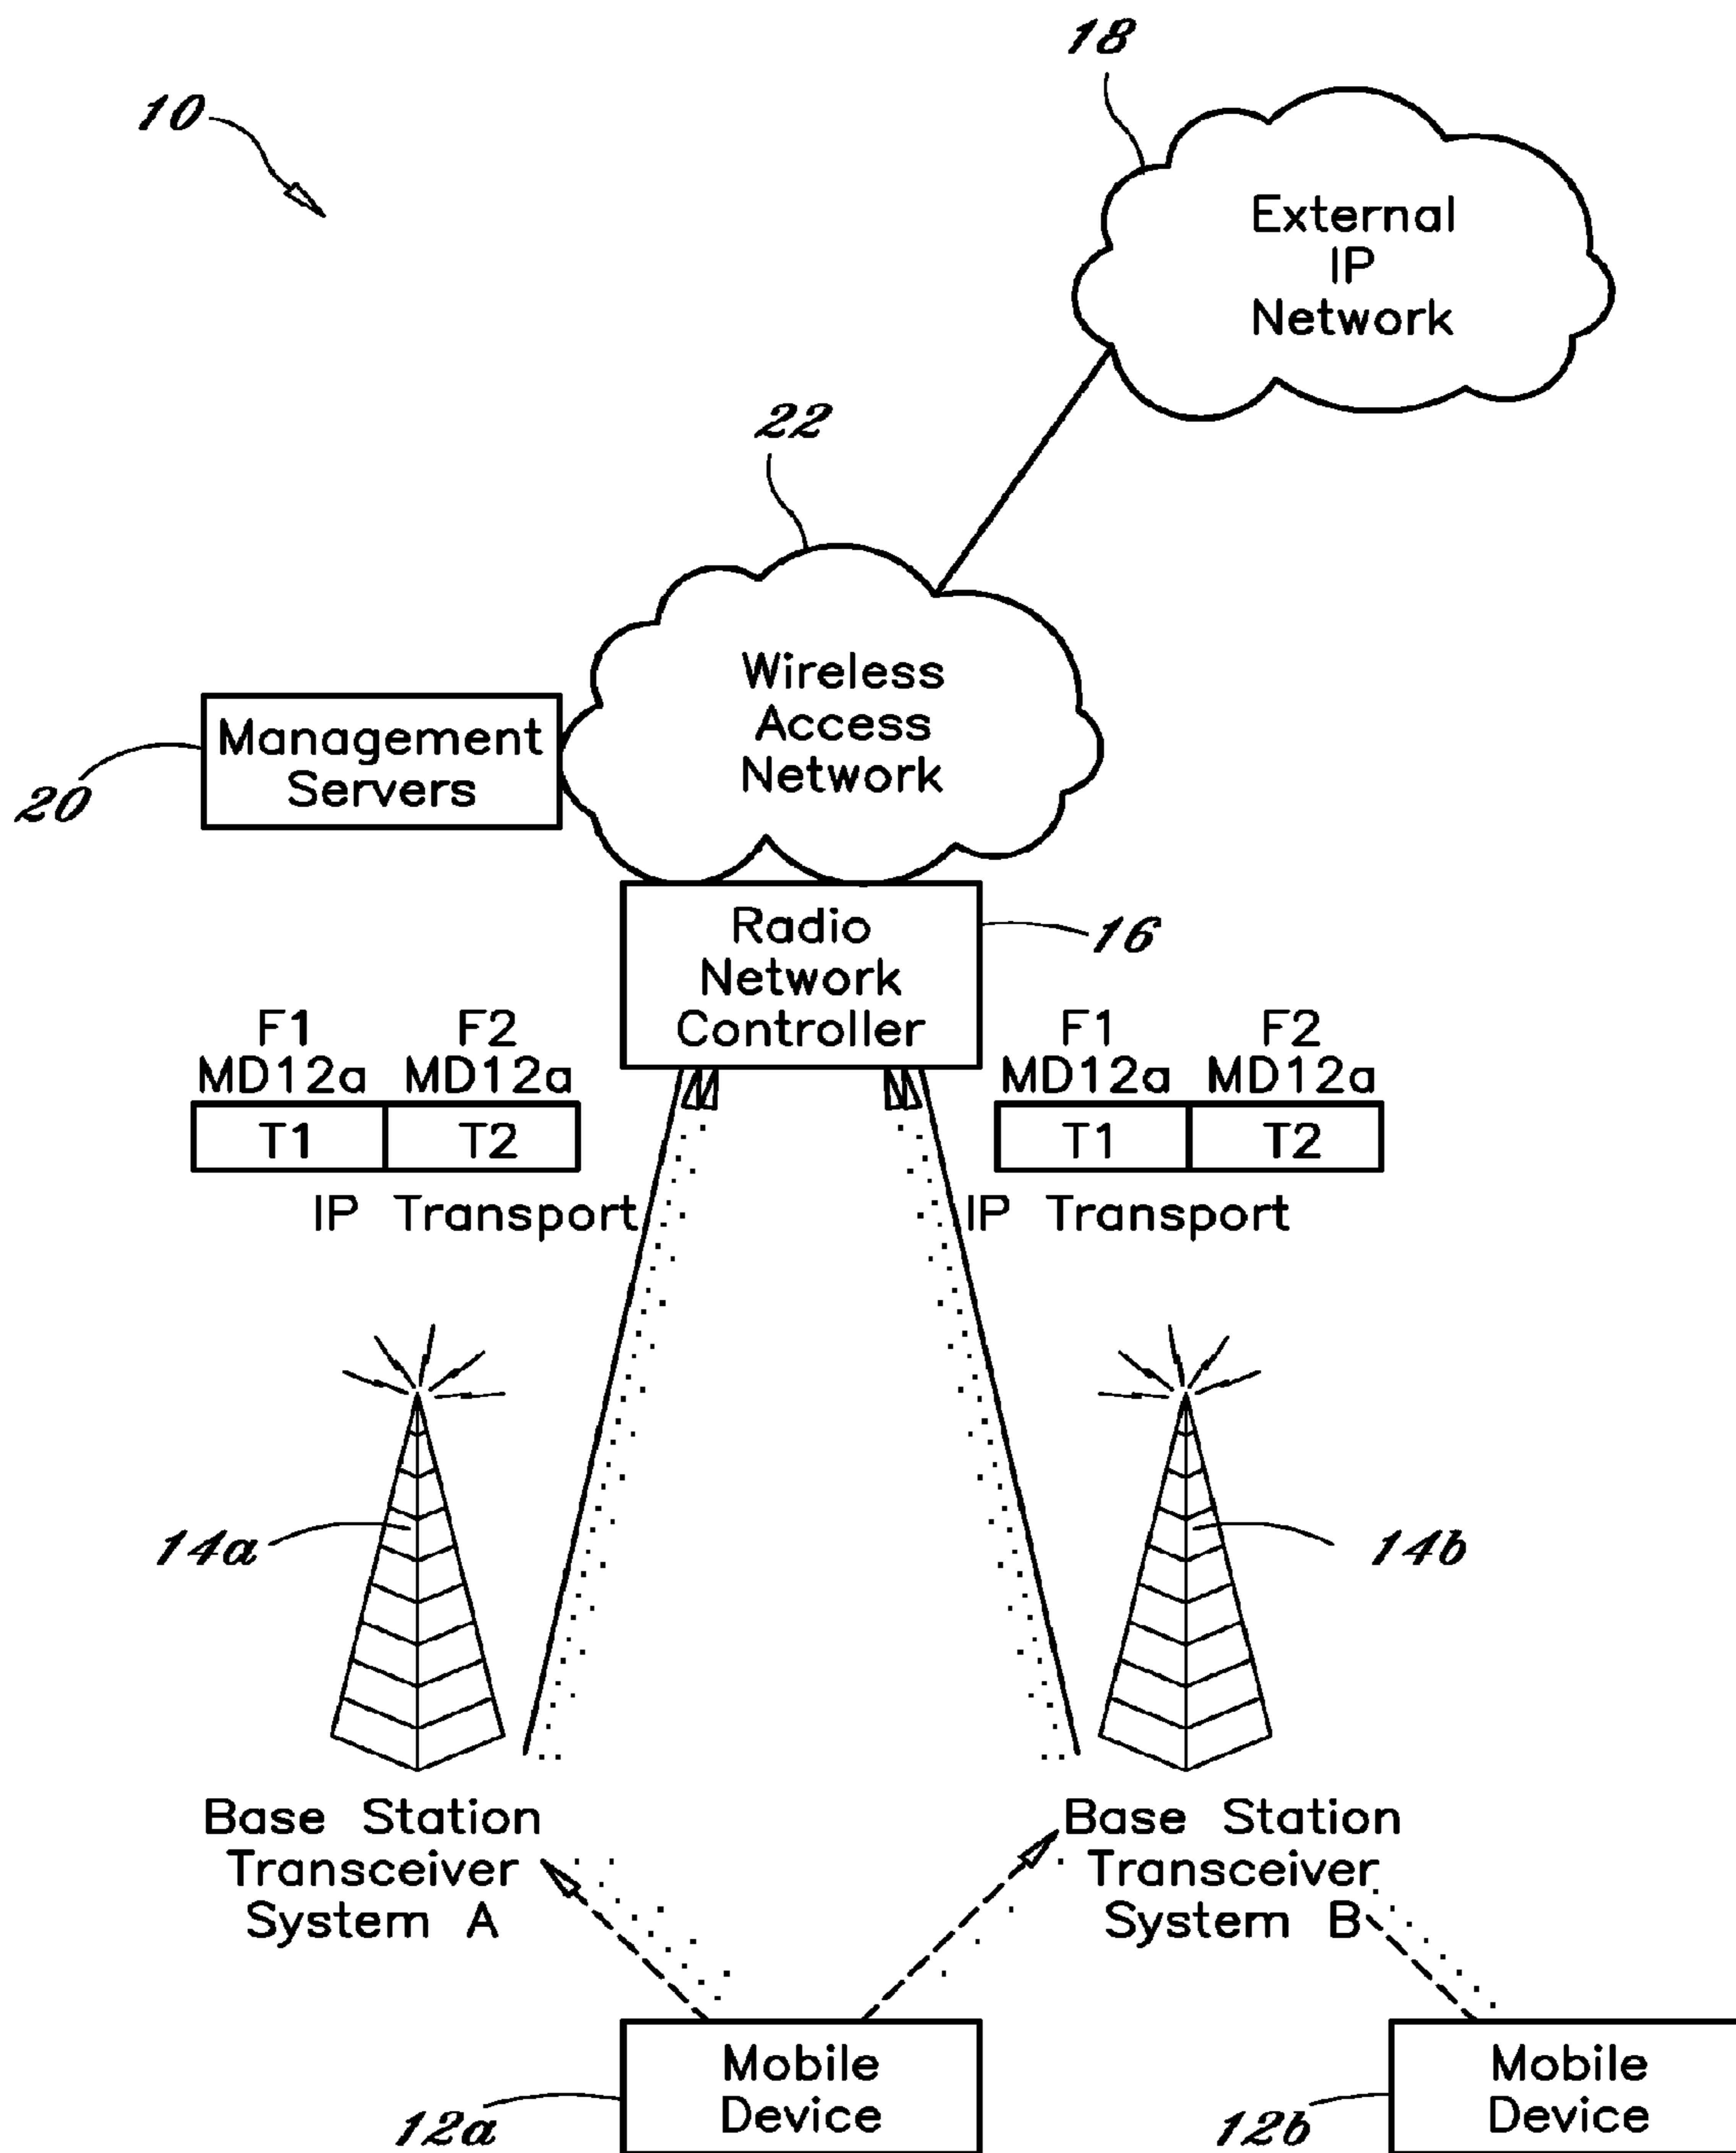 18
10
External
IP
Network
22
Wireless
Access
Network
Management
Servers
20
Radio
Network
Controller
16
F1 F2
MD12a MD12a
T1 T2
IP Transport
F1 F2
MD12a MD12a
T1 T2
IP Transport
14a
14b
Base Station
Transceiver
System A
Base Station
Transceiver
System B
Mobile
Device
12a
Mobile
Device
12b